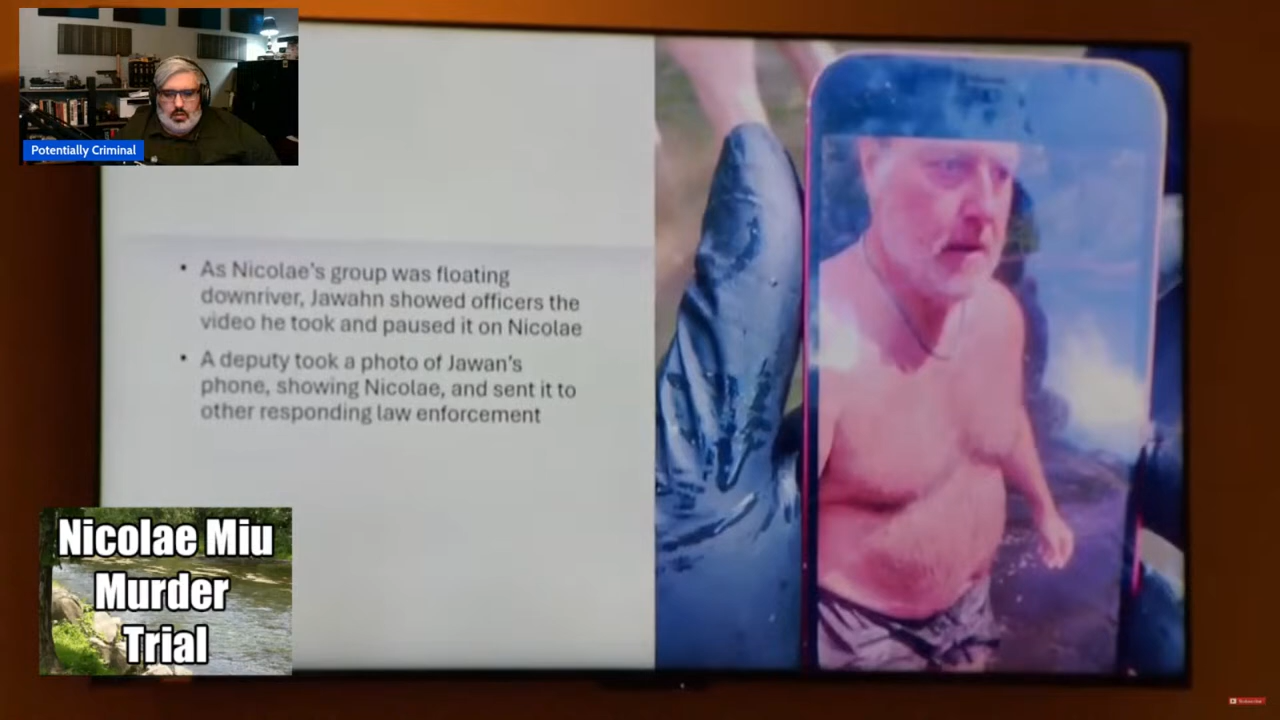 Potentially Criminal
• As Nicolae's group was floating
downriver, Jawahn showed officers the
video he took and paused it on Nicolae
• A deputy took a photo of Jawan's
phone, showing Nicolae, and sent it to
other responding law enforcement
Nicolae Miu
Murder
Trial